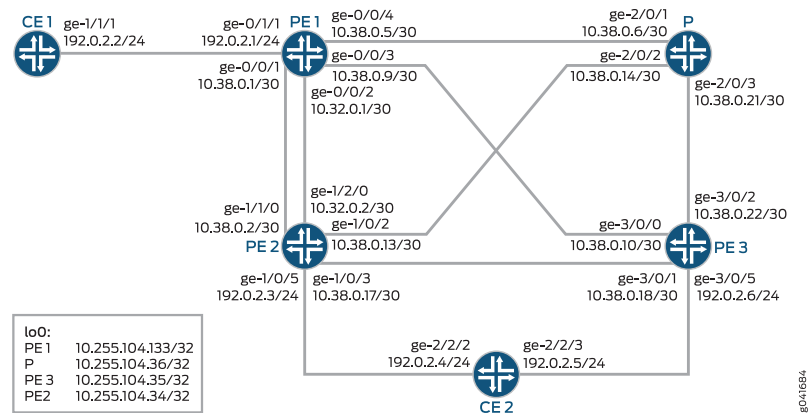 CE 1
ge-1/1/1
192.0.2.2/24
ge-0/1/1
192.0.2.1/24
PE1
ge-0/0/4
10.38.0.5/30
ge-2/0/1
10.38.0.6/30
P
ge-0/0/1
10.38.0.1/30
ge-0/0/3
10.38.0.9/30
ge-2/0/2
10.38.0.14/30
ge-0/0/2
10.32.0.1/30
ge-2/0/3
10.38.0.21/30
ge-1/2/0
10.32.0.2/30
ge-1/1/0
10.38.0.2/30
ge-1/0/2
10.38.0.13/30
ge-3/0/2
10.38.0.22/30
ge-3/0/0
10.38.0.10/30
PE 2
PE 3
ge-1/0/5
192.0.2.3/24
ge-1/0/3
10.38.0.17/30
ge-3/0/1
10.38.0.18/30
ge-3/0/5
192.0.2.6/24
ge-2/2/2
192.0.2.4/24
ge-2/2/3
192.0.2.5/24
CE 2
lo0:
PE 1 10.255.104.133/32
P 10.255.104.36/32
PE 3 10.255.104.35/32
PE2 10.255.104.34/32
g041684